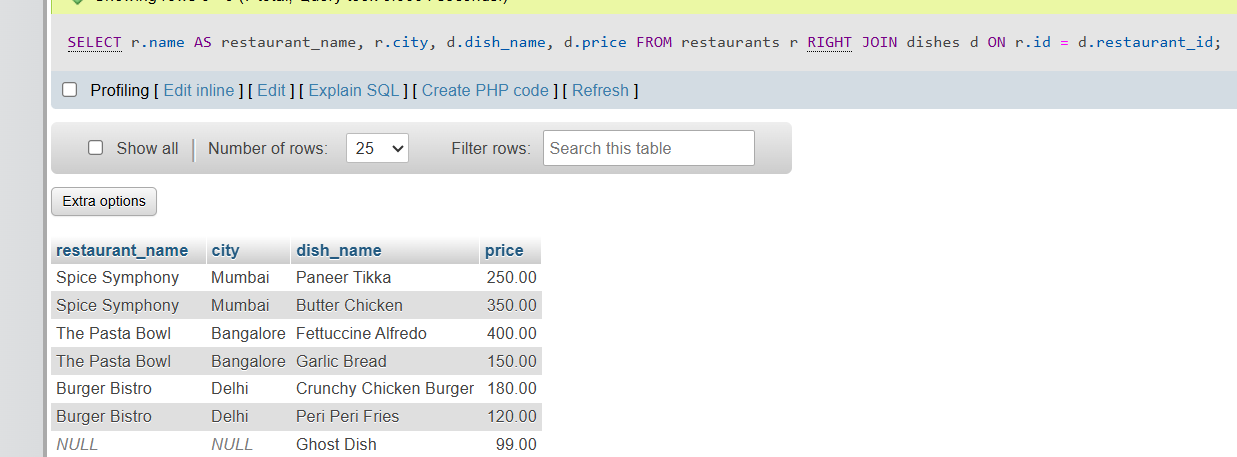 SELECT r.name AS restaurant_name, r.city, d.dish_name, d.price FROM restaurants r RIGHT JOIN dishes d ON r.id = d.restaurant_id;
Profiling [ Edit inline ] [ Edit ] [ Explain SQL ] [ Create PHP code ] [ Refresh ]
Show all | Number of rows: 25 Filter rows: Search this table
Extra options
restaurant_name city dish_name price
Spice Symphony Mumbai Paneer Tikka 250.00
Spice Symphony Mumbai Butter Chicken 350.00
The Pasta Bowl Bangalore Fettuccine Alfredo 400.00
The Pasta Bowl Bangalore Garlic Bread 150.00
Burger Bistro Delhi Crunchy Chicken Burger 180.00
Burger Bistro Delhi Peri Peri Fries 120.00
NULL NULL Ghost Dish 99.00